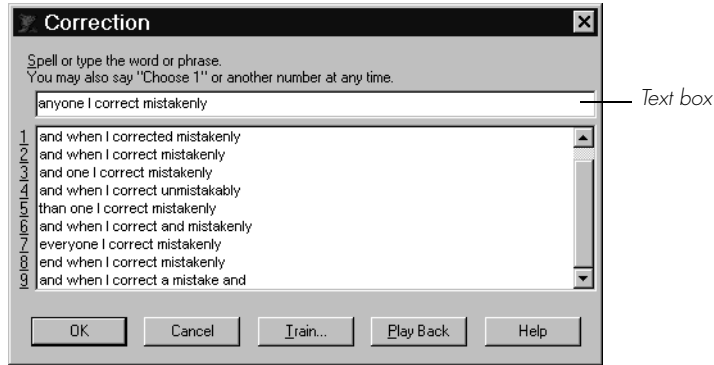 Correction
Spell or type the word or phrase.
You may also say "Choose 1" or another number at any time.
anyone I correct mistakenly
Text box
1 and when I corrected mistakenly
2 and when I correct mistakenly
3 and one I correct mistakenly
4 and when I correct unmistakably
5 than one I correct mistakenly
6 and when I correct and mistakenly
7 everyone I correct mistakenly
8 end when I correct mistakenly
9 and when I correct a mistake and
OK Cancel Train... Play Back Help